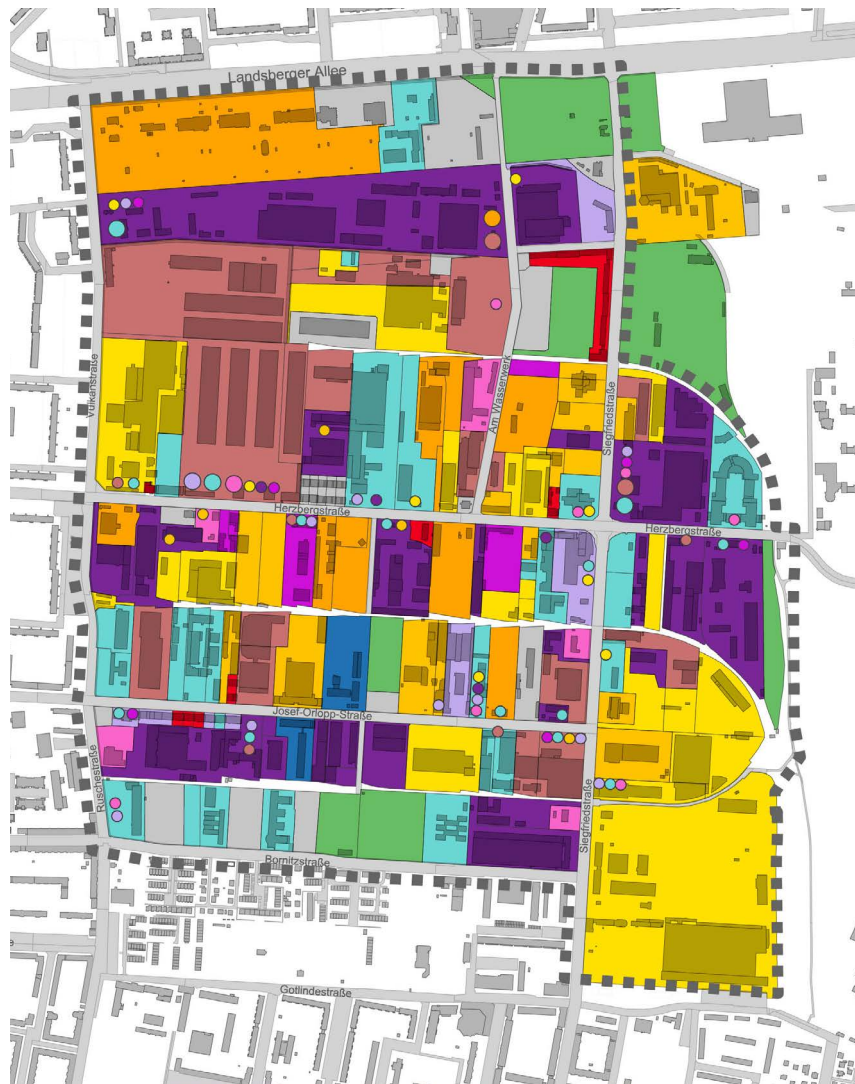 Landsberger Allee
Vulkanstraße
Am Wasserwerk
Siegfriedstraße
Herzbergstraße
Herzbergstraße
Josef-Orlopp-Straße
Ruschestraße
Siegfriedstraße
Bornitzstraße
Gotlindestraße